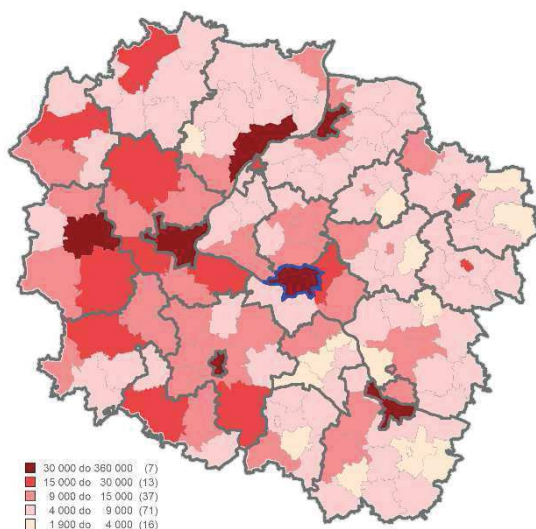 30 000 do 360 000 (7)
15 000 do 30 000 (13)
9 000 do 15 000 (37)
4 000 do 9 000 (71)
1 900 do 4 000 (16)